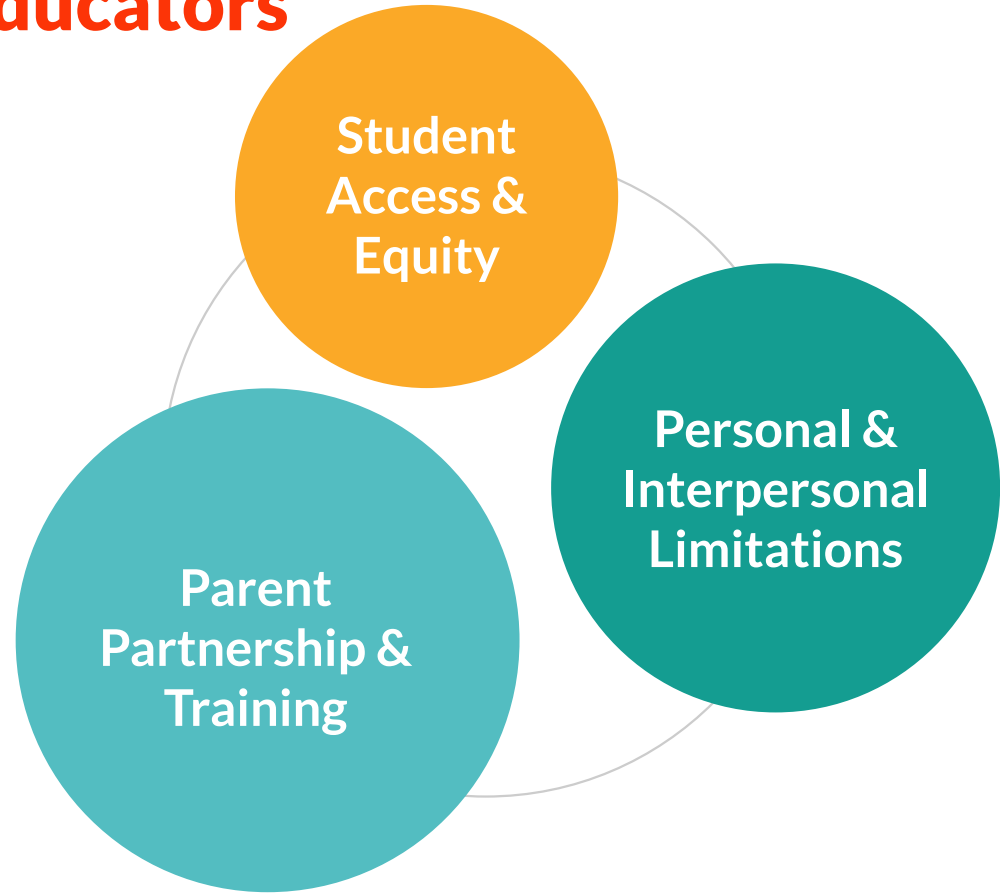 ducators
Student
Access &
Equity
Personal &
Interpersonal
Limitations
Parent
Partnership &
Training